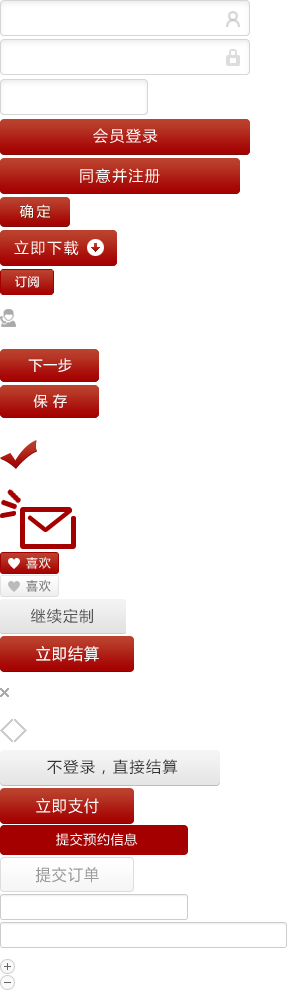 会员登录
同意并注册
确定
立即下载
订阅
下一步
保 存
喜欢
喜欢
继续定制
立即结算
不登录，直接结算
立即支付
提交预约信息
提交订单